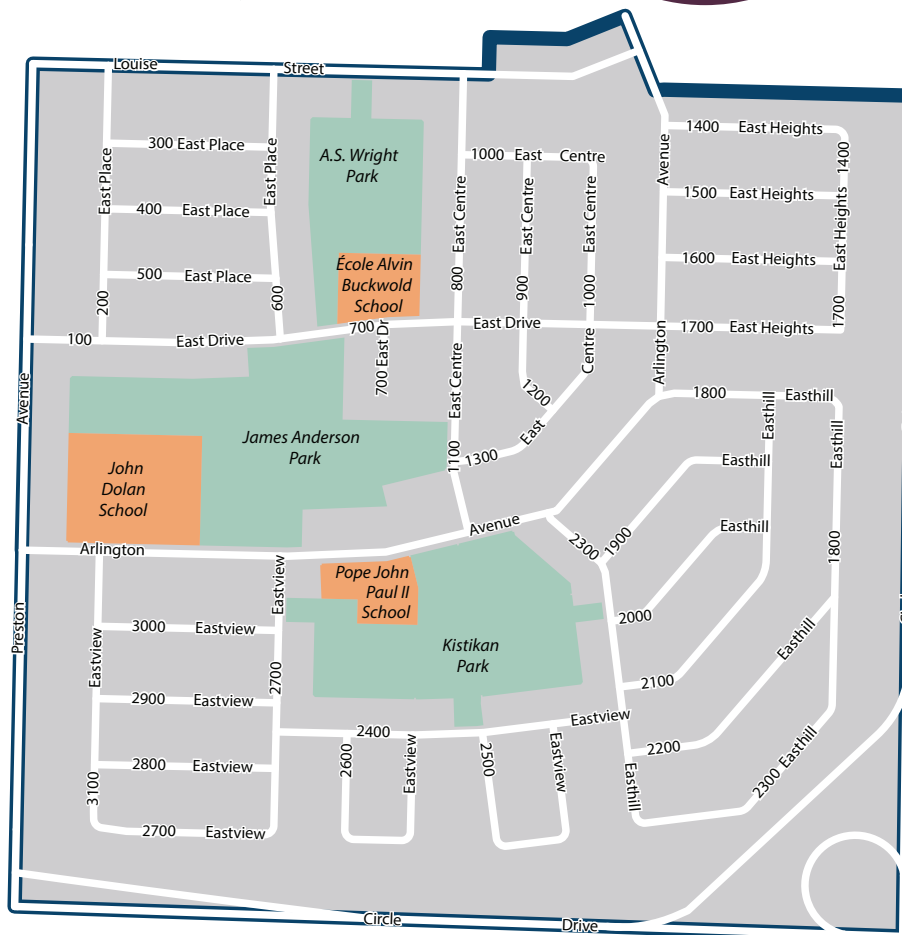 Louise Street
300 East Place
East Place
East Place
A.S. Wright
Park
1000 East Centre
1400 East Heights
1400
Avenue
400 East Place
East Centre
East Centre
East Centre
1500 East Heights
East Heights
500 East Place
École Alvin
Buckwold
School
1600 East Heights
200
600
800
900
1000
1700
100 East Drive
700 East Drive
1700 East Heights
700 East Dr
East Centre
Centre
Arlington
Avenue
1200
1800 Easthill
Easthill
Easthill
James Anderson
Park
East
1100
1300
Easthill
John
Dolan
School
Avenue
Easthill
Arlington
2300
1900
1800
Eastview
Pope John
Paul II
School
Preston
3000 Eastview
2000
Eastview
Kistikan
Park
Easthill
2700
2100
2900 Eastview
Eastview
2400
2200
2600
Eastview
2500
Eastview
2800 Eastview
Easthill
2300 Easthill
3100
2700 Eastview
Circle Drive